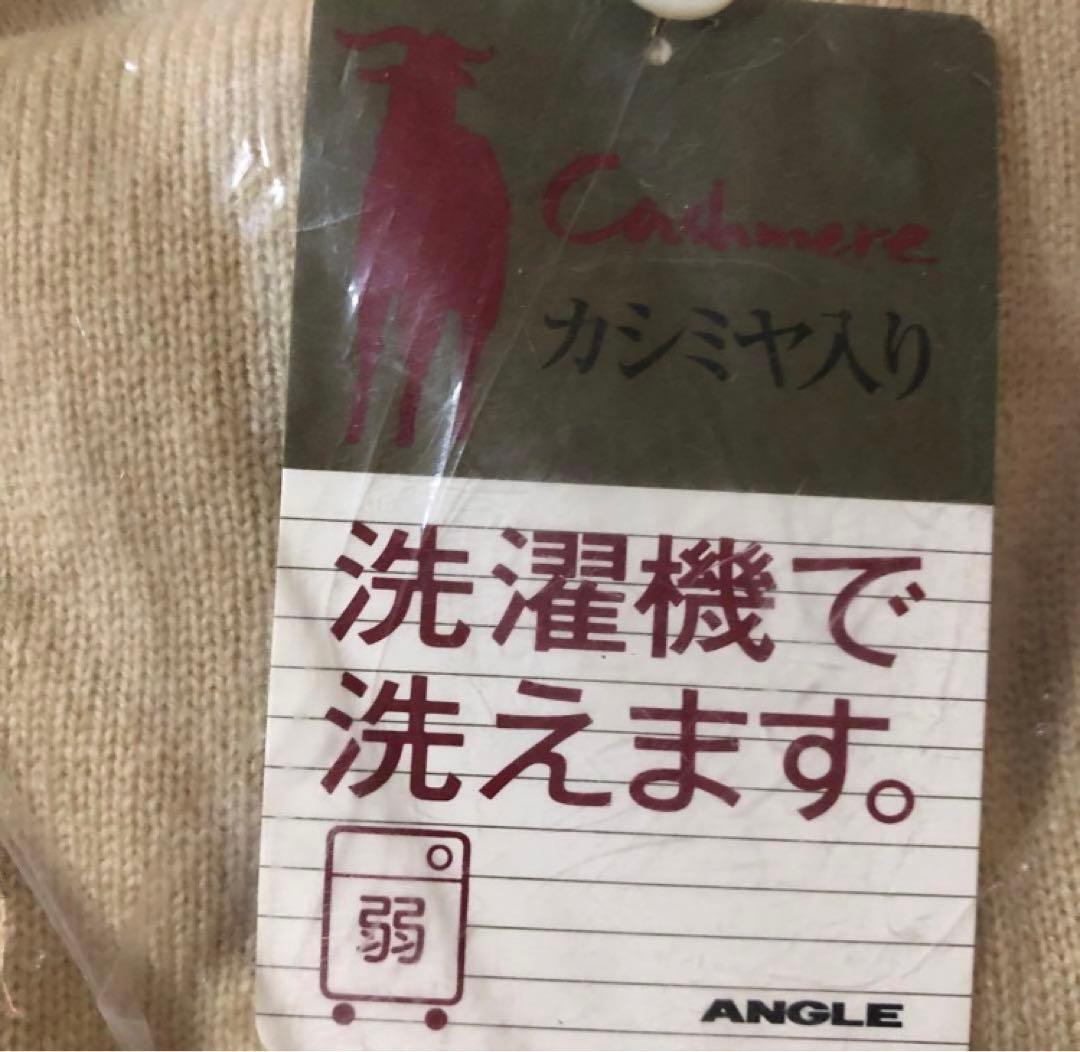 Cashmere
カシミヤ入り
洗濯機で
洗えます。
弱
ANGLE